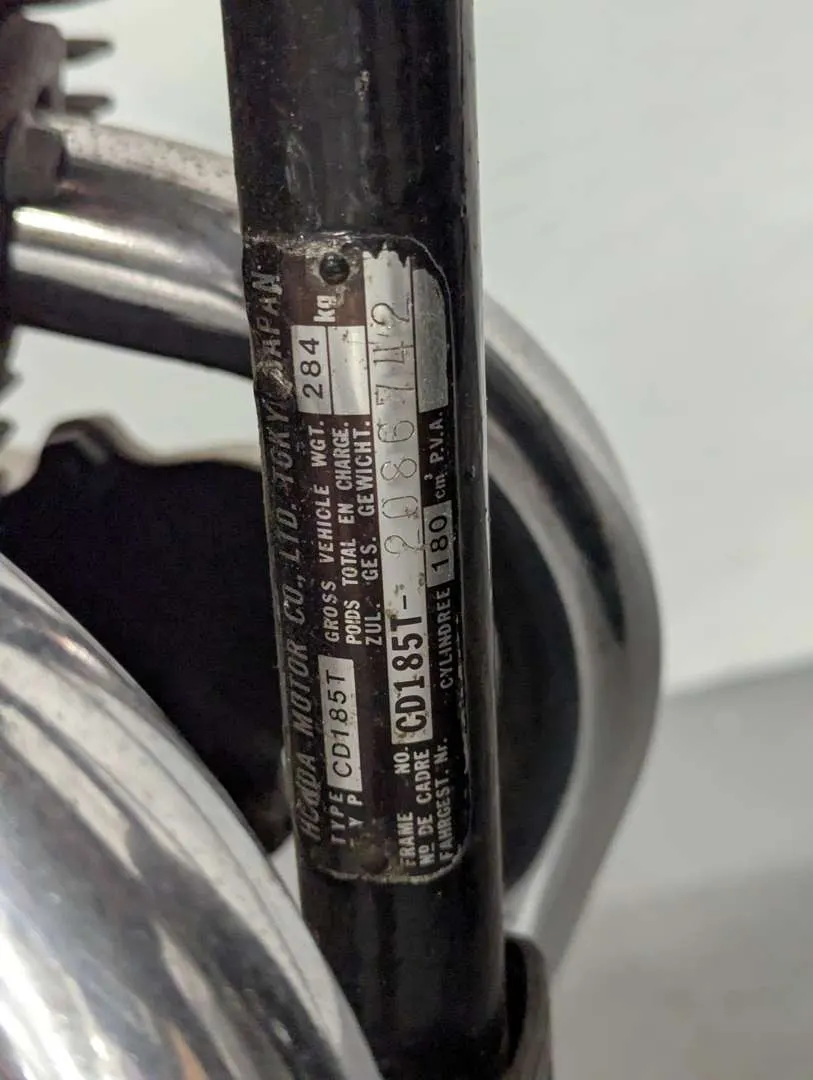 HONDA MOTOR CO., LTD. TOKYO JAPAN
TYPE
TYP CD185T
GROSS VEHICLE WGT. 284 kg
POIDS TOTAL EN CHARGE.
ZUL. GES. GEWICHT.
FRAME NO.
Nº DE CADRE CD185T- 2086742
FAHRGEST. Nr.
CYLINDRÉE 180 cm³ P.V.A.